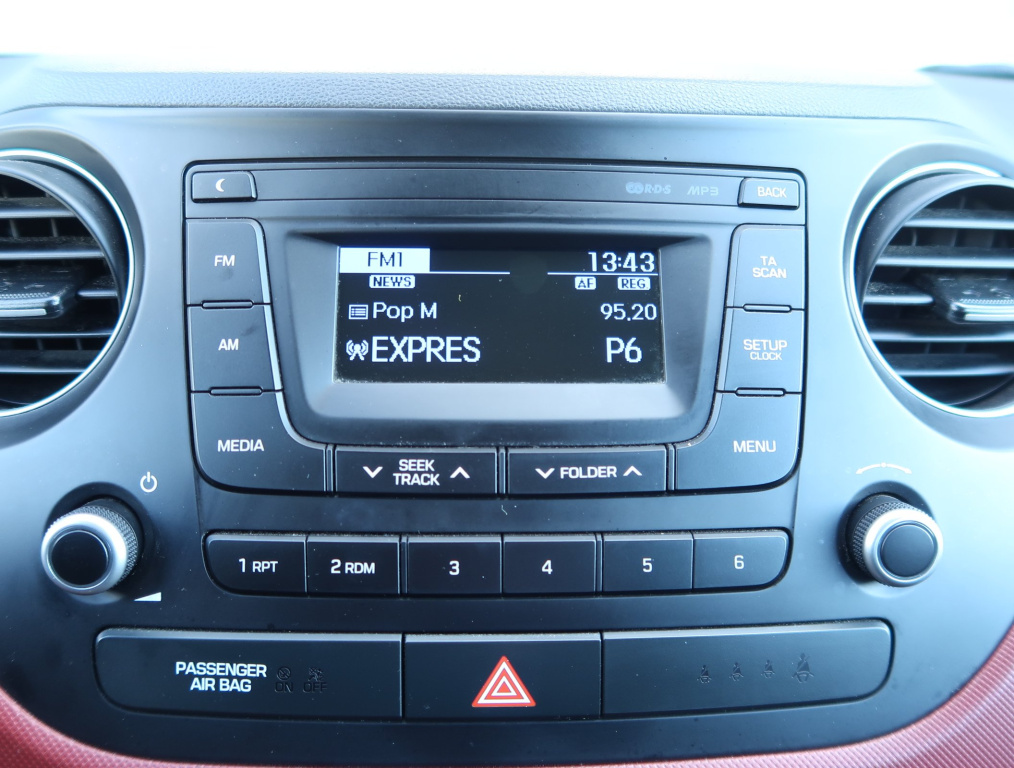 R·D·S MP3 BACK
FM
FM1 13:43
NEWS AF REG
Pop M 95.20
EXPRES P6
TA
SCAN
AM
SETUP
CLOCK
MEDIA
MENU
SEEK
TRACK
FOLDER
1 RPT 2 RDM 3 4 5 6
PASSENGER
AIR BAG
ON OFF